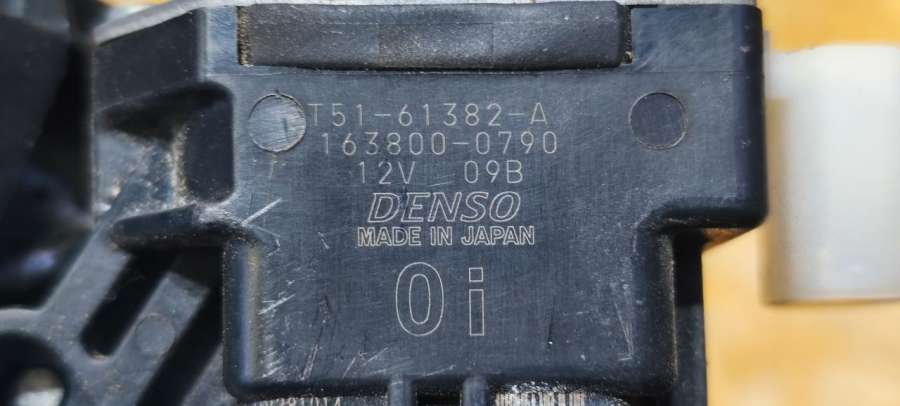 T51-61382-A
163800-0790
12V 09B
DENSO
MADE IN JAPAN
0i